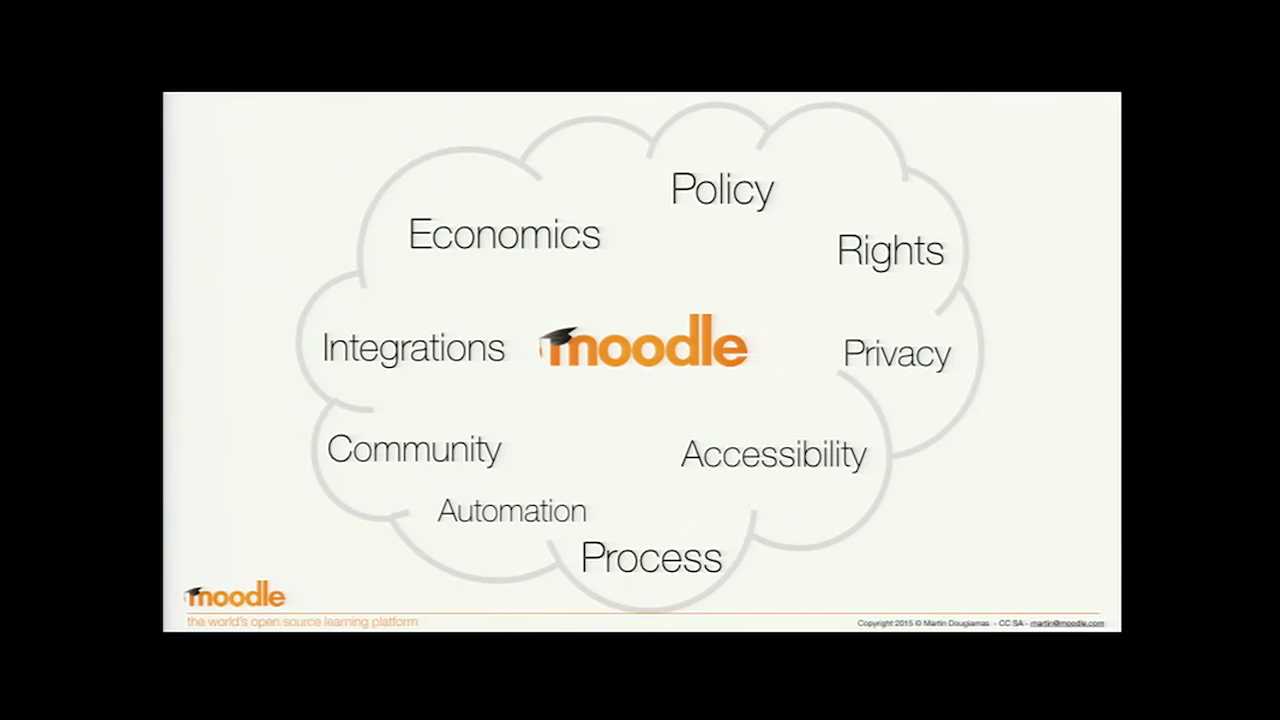 Policy
Economics
Rights
Integrations
moodle
Privacy
Community
Accessibility
Automation
Process
moodle
the world's open source learning platform
Copyright 2015 © Martin Dougiamas - CC SA - martin@moodle.com